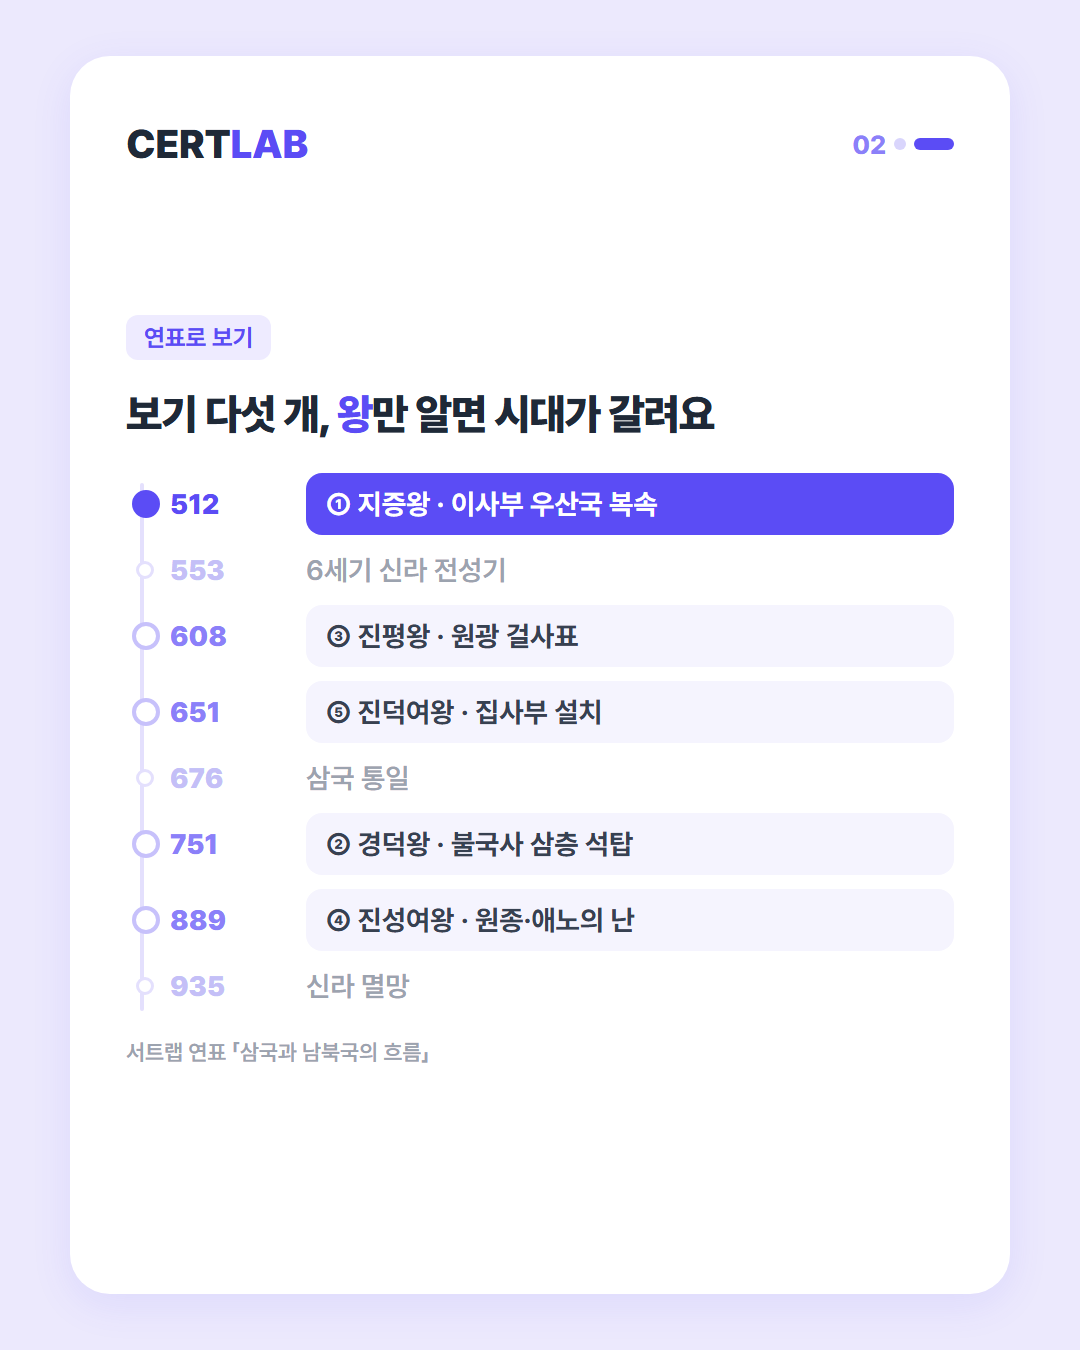 CERTLAB
02
연표로 보기
보기 다섯 개, 왕만 알면 시대가 갈려요
512 ① 지증왕 · 이사부 우산국 복속
553 6세기 신라 전성기
608 ③ 진평왕 · 원광 걸사표
651 ⑤ 진덕여왕 · 집사부 설치
676 삼국 통일
751 ② 경덕왕 · 불국사 삼층 석탑
889 ④ 진성여왕 · 원종·애노의 난
935 신라 멸망
서트랩 연표 「삼국과 남북국의 흐름」